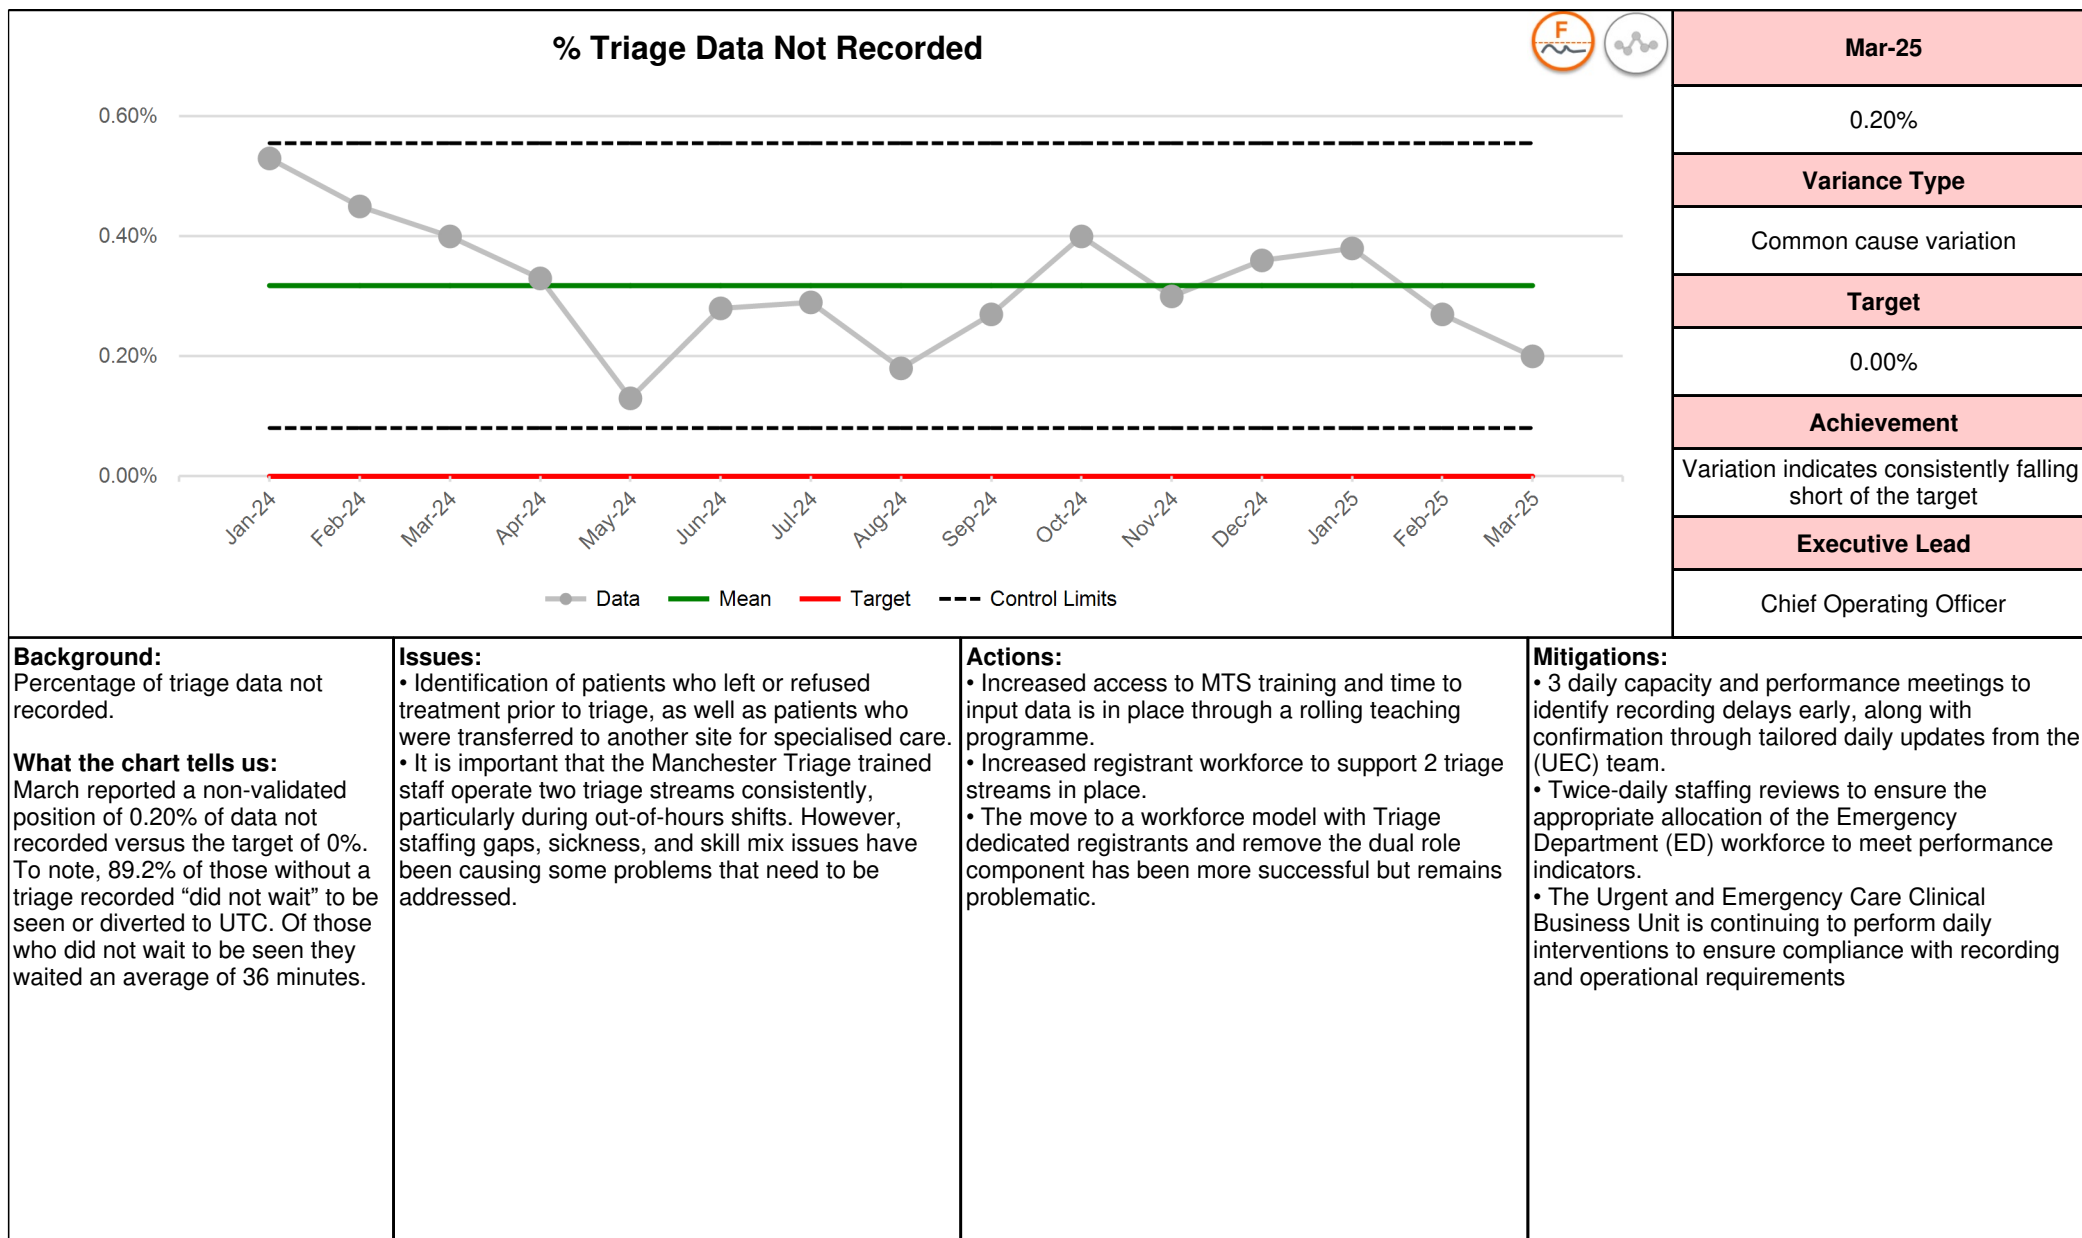 % Triage Data Not Recorded
F
0.60%
0.40%
0.20%
0.00%
Jan-24
Feb-24
Mar-24
Apr-24
May-24
Jun-24
Jul-24
Aug-24
Sep-24
Oct-24
Nov-24
Dec-24
Jan-25
Feb-25
Mar-25
Data
Mean
Target
Control Limits
Mar-25
0.20%
Variance Type
Common cause variation
Target
0.00%
Achievement
Variation indicates consistently falling
short of the target
Executive Lead
Chief Operating Officer
Background:
Percentage of triage data not
recorded.
What the chart tells us:
March reported a non-validated
position of 0.20% of data not
recorded versus the target of 0%.
To note, 89.2% of those without a
triage recorded “did not wait” to be
seen or diverted to UTC. Of those
who did not wait to be seen they
waited an average of 36 minutes.
Issues:
• Identification of patients who left or refused
treatment prior to triage, as well as patients who
were transferred to another site for specialised care.
• It is important that the Manchester Triage trained
staff operate two triage streams consistently,
particularly during out-of-hours shifts. However,
staffing gaps, sickness, and skill mix issues have
been causing some problems that need to be
addressed.
Actions:
• Increased access to MTS training and time to
input data is in place through a rolling teaching
programme.
• Increased registrant workforce to support 2 triage
streams in place.
• The move to a workforce model with Triage
dedicated registrants and remove the dual role
component has been more successful but remains
problematic.
Mitigations:
• 3 daily capacity and performance meetings to
identify recording delays early, along with
confirmation through tailored daily updates from the
(UEC) team.
• Twice-daily staffing reviews to ensure the
appropriate allocation of the Emergency
Department (ED) workforce to meet performance
indicators.
• The Urgent and Emergency Care Clinical
Business Unit is continuing to perform daily
interventions to ensure compliance with recording
and operational requirements